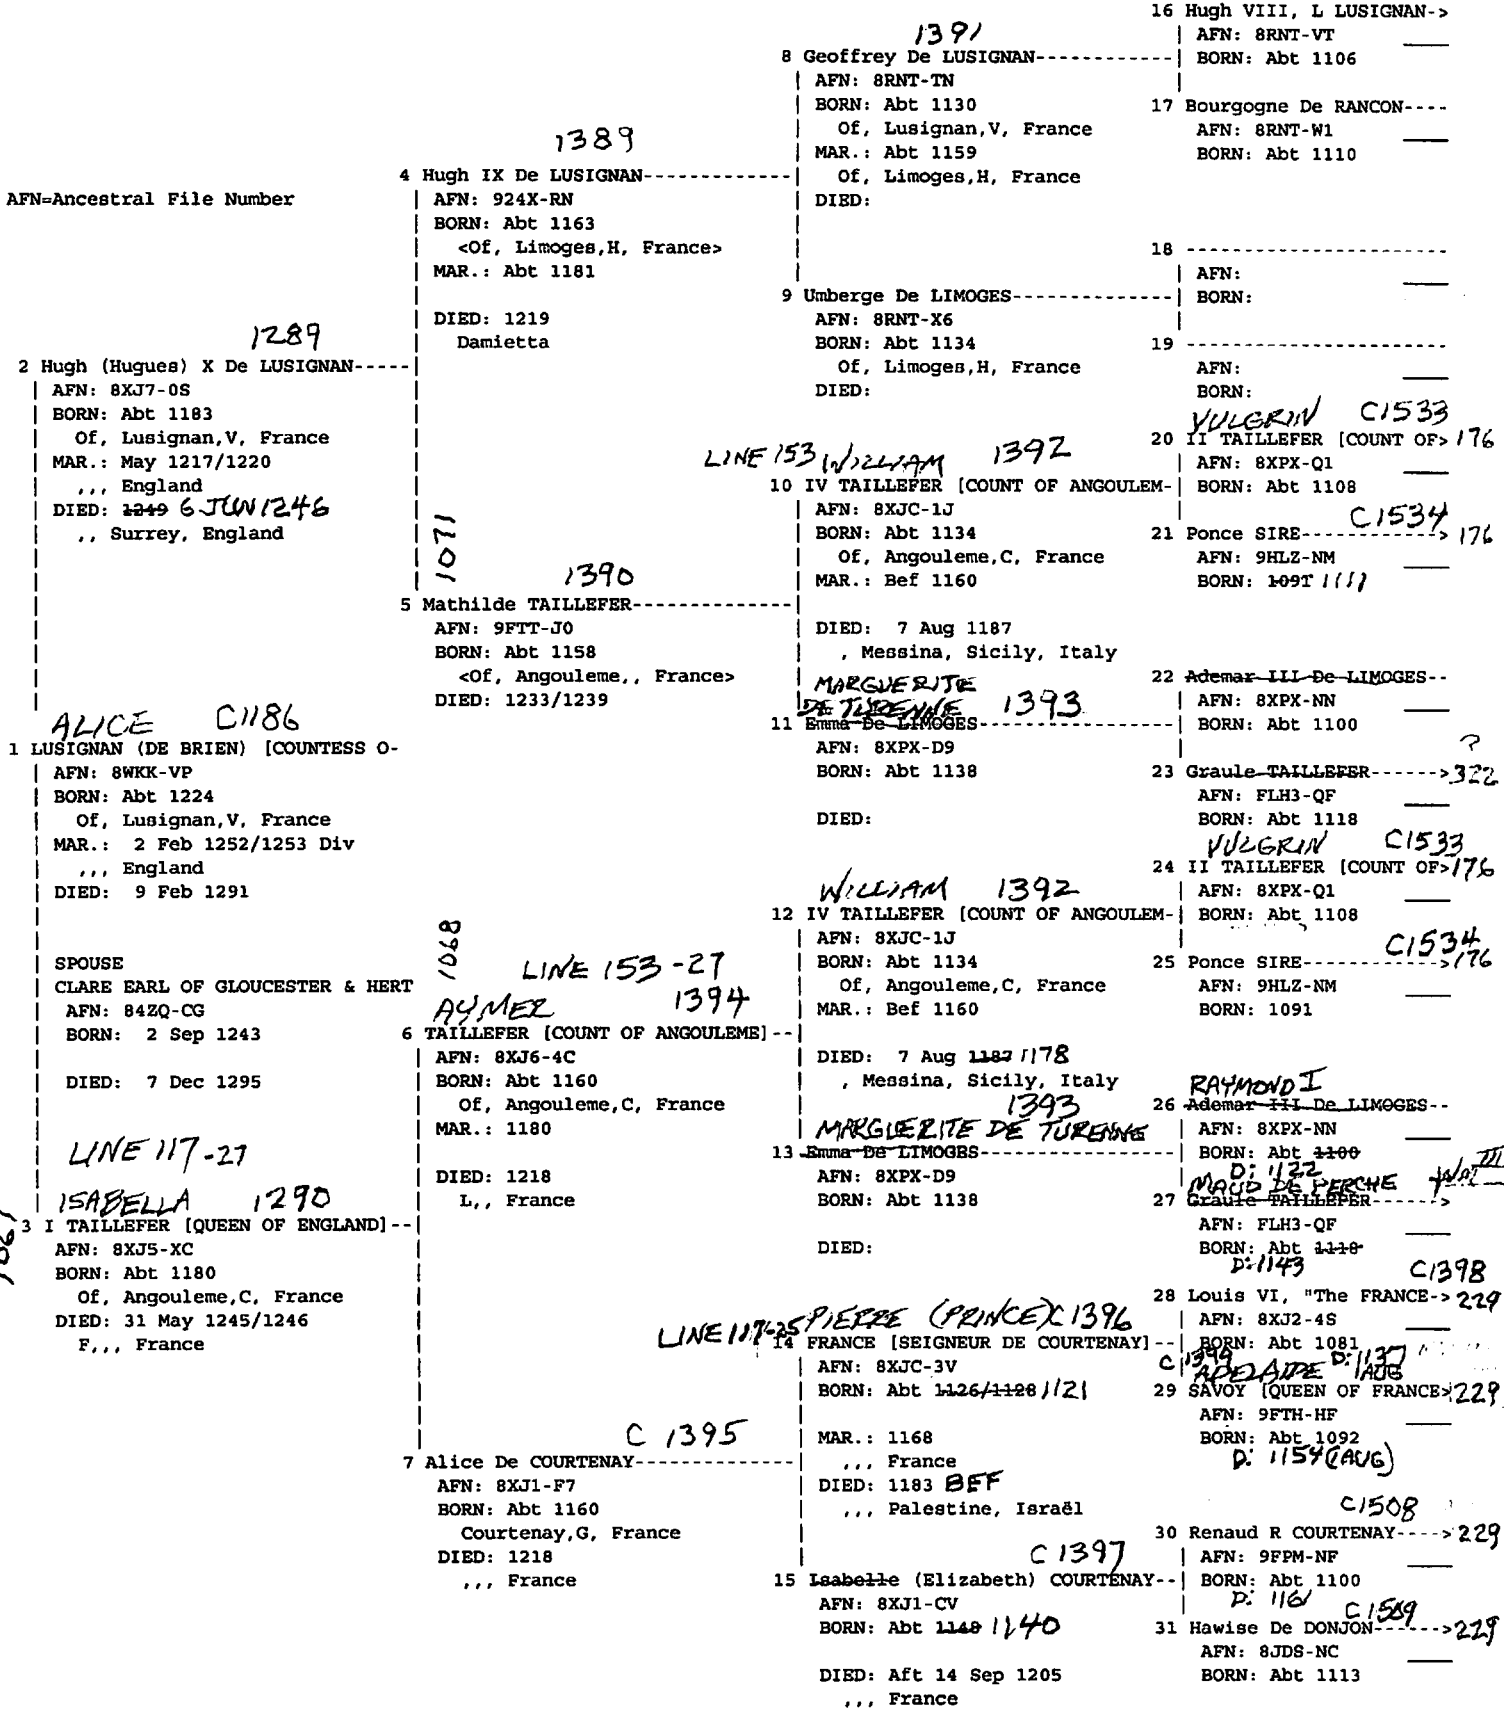 AFN=Ancestral File Number
ALICE C1186
1 LUSIGNAN (DE BRIEN) [COUNTESS O-
AFN: 8WKK-VP
BORN: Abt 1224
Of, Lusignan,V, France
MAR.: 2 Feb 1252/1253 Div
,,, England
DIED: 9 Feb 1291
SPOUSE
CLARE EARL OF GLOUCESTER & HERT
AFN: 84ZQ-CG
BORN: 2 Sep 1243
DIED: 7 Dec 1295
1289
2 Hugh (Hugues) X De LUSIGNAN-----
AFN: 8XJ7-0S
BORN: Abt 1183
Of, Lusignan,V, France
MAR.: May 1217/1220
,,, England
DIED: 1249 6 JUN 1246
,, Surrey, England
LINE 117-27
ISABELLA 1290
3 I TAILLEFER [QUEEN OF ENGLAND]--
AFN: 8XJ5-XC
BORN: Abt 1180
Of, Angouleme,C, France
DIED: 31 May 1245/1246
F,,, France
1389
4 Hugh IX De LUSIGNAN-------------
AFN: 924X-RN
BORN: Abt 1163
<Of, Limoges,H, France>
MAR.: Abt 1181
DIED: 1219
Damietta
1071
1390
5 Mathilde TAILLEFER--------------
AFN: 9FTT-J0
BORN: Abt 1158
<Of, Angouleme,, France>
DIED: 1233/1239
1068
LINE 153-27
AYMER 1394
6 TAILLEFER [COUNT OF ANGOULEME]--
AFN: 8XJ6-4C
BORN: Abt 1160
Of, Angouleme,C, France
MAR.: 1180
DIED: 1218
L,, France
C 1395
7 Alice De COURTENAY--------------
AFN: 8XJ1-F7
BORN: Abt 1160
Courtenay,G, France
DIED: 1218
,,, France
1391
8 Geoffrey De LUSIGNAN------------
AFN: 8RNT-TN
BORN: Abt 1130
Of, Lusignan,V, France
MAR.: Abt 1159
Of, Limoges,H, France
DIED:
9 Umberge De LIMOGES--------------
AFN: 8RNT-X6
BORN: Abt 1134
Of, Limoges,H, France
DIED:
LINE 153 WILLIAM 1392
10 IV TAILLEFER [COUNT OF ANGOULEM-
AFN: 8XJC-1J
BORN: Abt 1134
Of, Angouleme,C, France
MAR.: Bef 1160
DIED: 7 Aug 1187
, Messina, Sicily, Italy
MARGUERITE
DE TURENNE 1393
11 Emma De LIMOGES-----------------
AFN: 8XPX-D9
BORN: Abt 1138
DIED:
WILLIAM 1392
12 IV TAILLEFER [COUNT OF ANGOULEM-
AFN: 8XJC-1J
BORN: Abt 1134
Of, Angouleme,C, France
MAR.: Bef 1160
DIED: 7 Aug 1187 1178
, Messina, Sicily, Italy
1393
MARGUERITE DE TURENNE
13 Emma De LIMOGES-----------------
AFN: 8XPX-D9
BORN: Abt 1138
DIED:
LINE 117-25 PIERRE (PRINCE) C 1396
14 FRANCE [SEIGNEUR DE COURTENAY]--
AFN: 8XJC-3V
BORN: Abt 1126/1128 1121
MAR.: 1168
,,, France
DIED: 1183 BEF
,,, Palestine, Israël
C 1397
15 Isabelle (Elizabeth) COURTENAY--
AFN: 8XJ1-CV
BORN: Abt 1148 1140
DIED: Aft 14 Sep 1205
,,, France
16 Hugh VIII, L LUSIGNAN->
AFN: 8RNT-VT
BORN: Abt 1106
17 Bourgogne De RANCON----
AFN: 8RNT-W1
BORN: Abt 1110
18 ----------------------
AFN:
BORN:
19 ----------------------
AFN:
BORN:
VULGRIN C1533
20 II TAILLEFER [COUNT OF> 176
AFN: 8XPX-Q1
BORN: Abt 1108
C1534
21 Ponce SIRE------------> 176
AFN: 9HLZ-NM
BORN: 1091 1111
22 Ademar III De LIMOGES--
AFN: 8XPX-NN
BORN: Abt 1100
?
23 Graule TAILLEFER------> 322
AFN: FLH3-QF
BORN: Abt 1118
VULGRIN C1533
24 II TAILLEFER [COUNT OF> 176
AFN: 8XPX-Q1
BORN: Abt 1108
C1534
25 Ponce SIRE------------> 176
AFN: 9HLZ-NM
BORN: 1091
RAYMOND I
26 Ademar III De LIMOGES--
AFN: 8XPX-NN
BORN: Abt 1100
D: 1122
MAUD DE PERCHE
27 Graule TAILLEFER------>
AFN: FLH3-QF
BORN: Abt 1118
D: 1143
C1398
28 Louis VI, "The FRANCE-> 229
AFN: 8XJ2-4S
BORN: Abt 1081
D: 1137 AUG
C1399
ADELAIDE
29 SAVOY [QUEEN OF FRANCE> 229
AFN: 9FTH-HF
BORN: Abt 1092
D: 1154 (AUG)
C1508
30 Renaud R COURTENAY----> 229
AFN: 9FPM-NF
BORN: Abt 1100
D: 1161
C1509
31 Hawise De DONJON------> 229
AFN: 8JDS-NC
BORN: Abt 1113